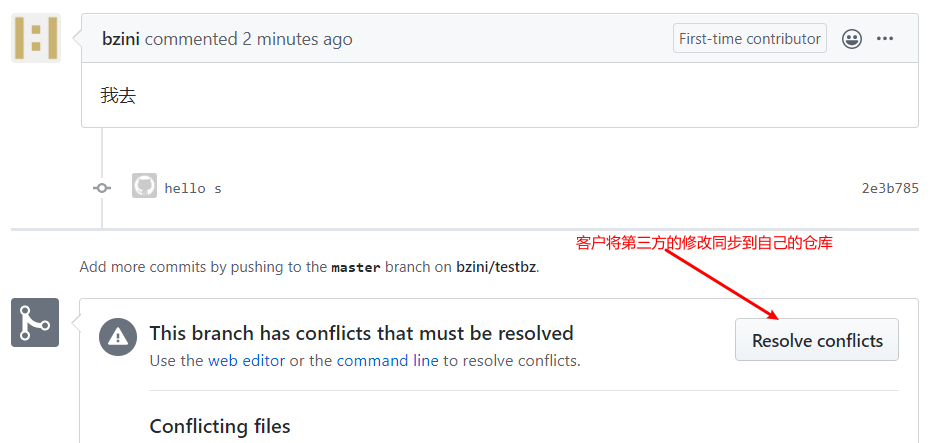 bzini commented 2 minutes ago
First-time contributor
我去
hello s
2e3b785
客户将第三方的修改同步到自己的仓库
Add more commits by pushing to the master branch on bzini/testbz.
This branch has conflicts that must be resolved
Use the web editor or the command line to resolve conflicts.
Resolve conflicts
Conflicting files